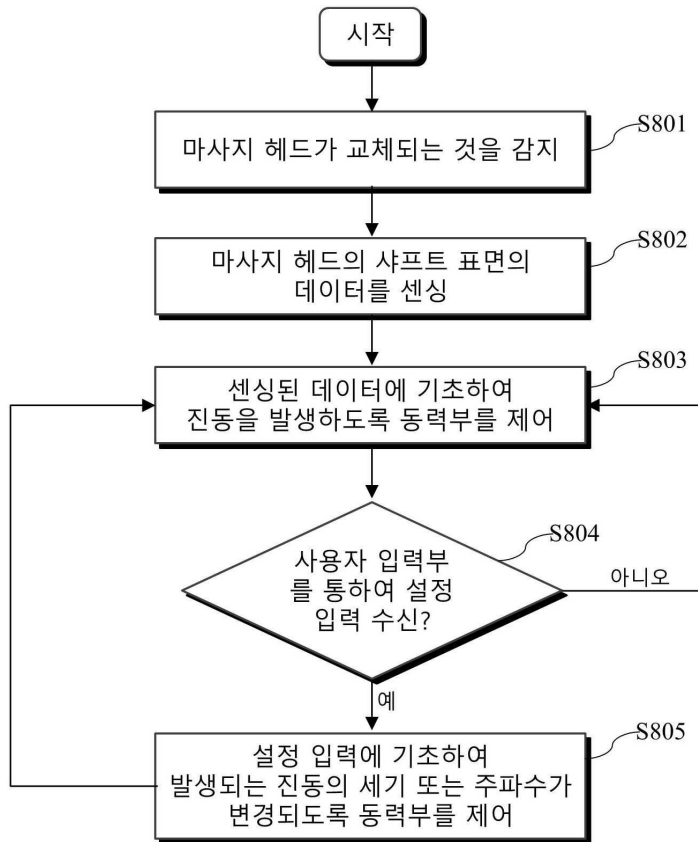 시작
S801
마사지 헤드가 교체되는 것을 감지
S802
마사지 헤드의 샤프트 표면의
데이터를 센싱
S803
센싱된 데이터에 기초하여
진동을 발생하도록 동력부를 제어
S804
사용자 입력부
를 통하여 설정
입력 수신?
아니오
예
S805
설정 입력에 기초하여
발생되는 진동의 세기 또는 주파수가
변경되도록 동력부를 제어